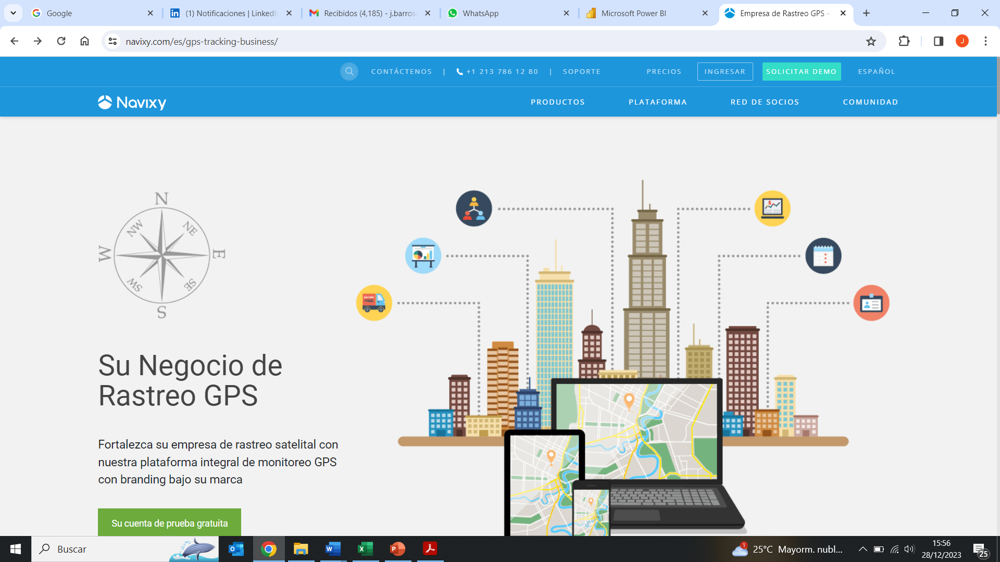 Google
(1) Notificaciones | LinkedI
Recibidos (4,185) - j.barros
WhatsApp
Microsoft Power BI
Empresa de Rastreo GPS -
navixy.com/es/gps-tracking-business/
J
CONTÁCTENOS | +1 213 786 12 80 | SOPORTE
PRECIOS
INGRESAR
SOLICITAR DEMO
ESPAÑOL
Navixy
PRODUCTOS
PLATAFORMA
RED DE SOCIOS
COMUNIDAD
N
NW
NE
W
E
SW
SE
S
DELIVERY
FREE
Su Negocio de
Rastreo GPS
Fortalezca su empresa de rastreo satelital con
nuestra plataforma integral de monitoreo GPS
con branding bajo su marca
Su cuenta de prueba gratuita
Buscar
1
25°C Mayorm. nubl...
15:56
28/12/2023
25